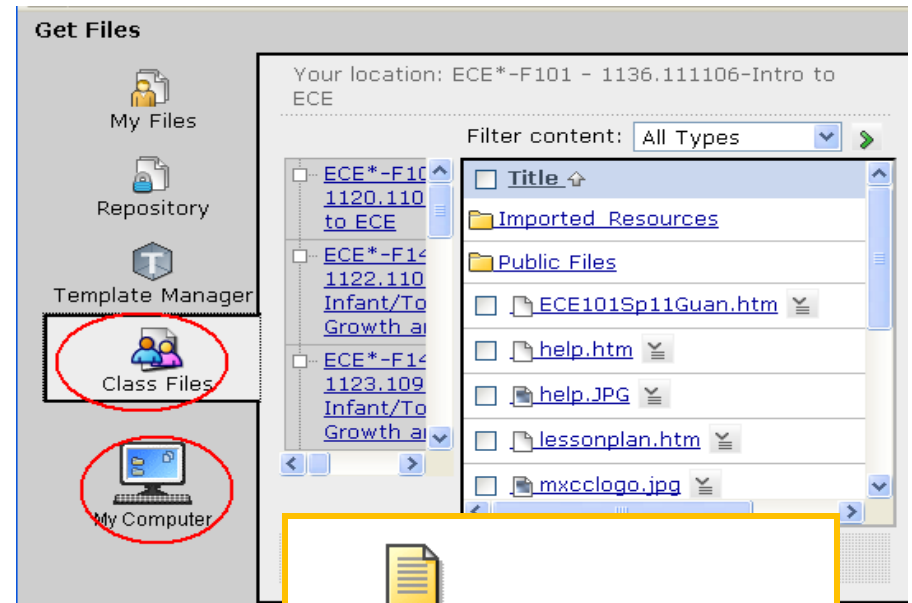 Get Files
My Files
Repository
Template Manager
Class Files
My Computer
Your location: ECE*-F101 - 1136.111106-Intro to
ECE
Filter content: All Types
ECE*-F10
1120.110
to ECE
ECE*-F14
1122.110
Infant/To
Growth a
ECE*-F14
1123.109
Infant/To
Growth a
Title
Imported Resources
Public Files
ECE101Sp11Guan.htm
help.htm
help.JPG
lessonplan.htm
mxcclogo.jpg